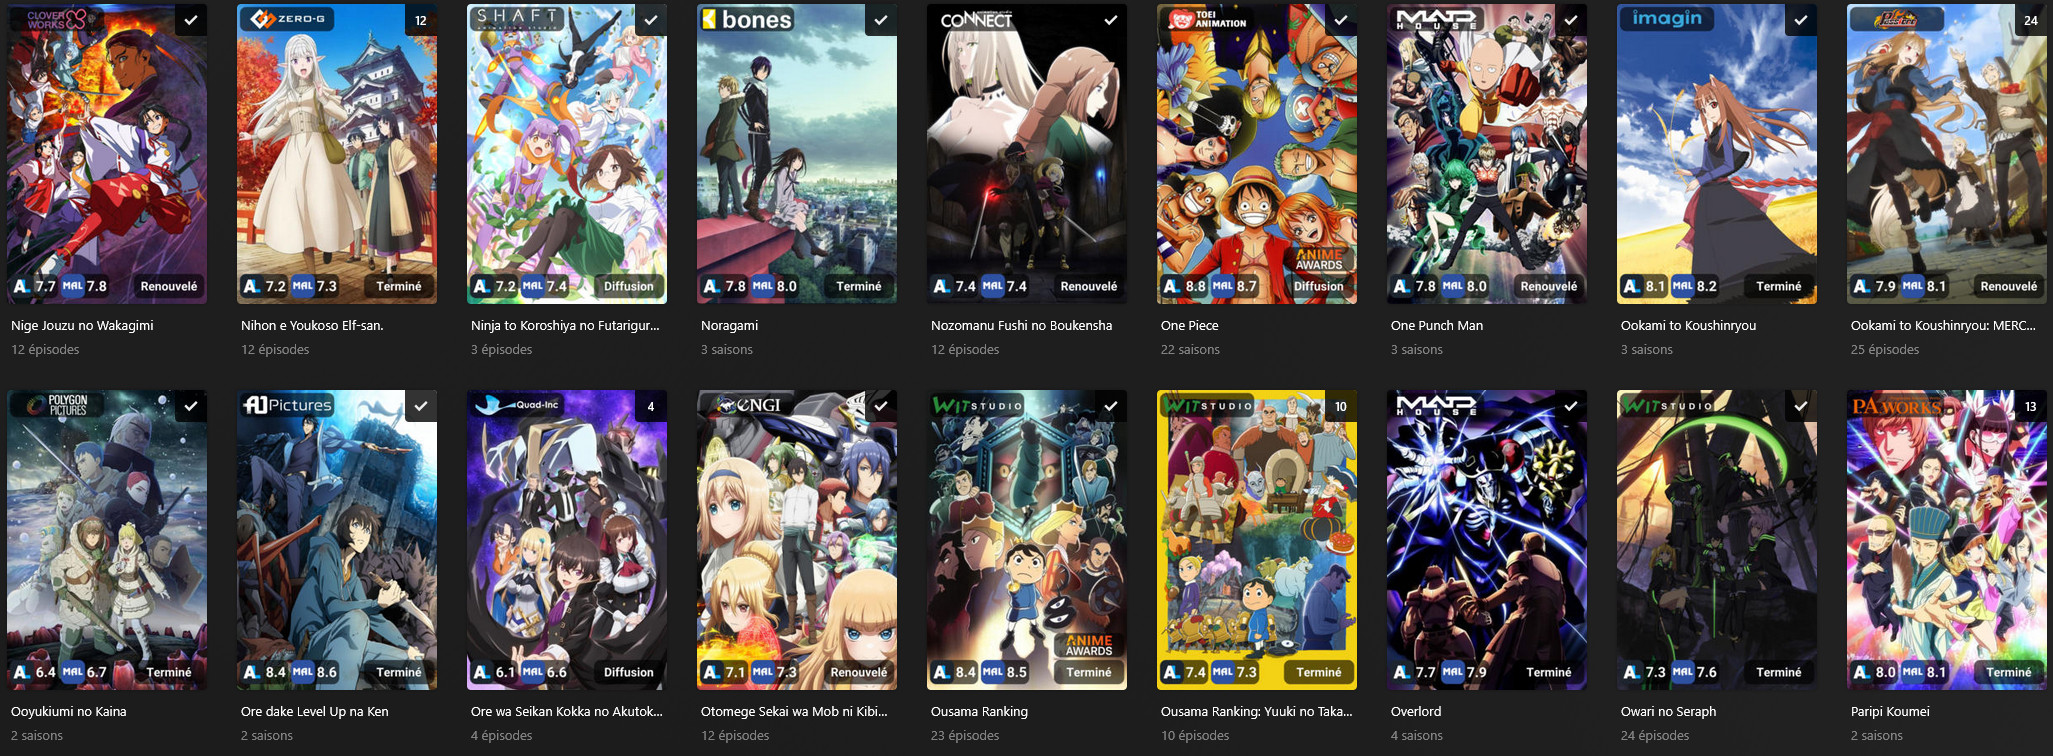 CLOVER WORKS
ZERO-G 12
SHAFT
ANIMATION STUDIO
bones
CONNECT
TOEI ANIMATION
MAD HOUSE
imagin
24
A 7.7 MAL 7.8 Renouvelé
A 7.2 MAL 7.3 Terminé
A 7.2 MAL 7.4 Diffusion
A 7.8 MAL 8.0 Terminé
A 7.4 MAL 7.4 Renouvelé
ANIME AWARDS
A 8.8 MAL 8.7 Diffusion
A 7.8 MAL 8.0 Renouvelé
A 8.1 MAL 8.2 Terminé
A 7.9 MAL 8.1 Renouvelé
Nige Jouzu no Wakagimi
12 épisodes
Nihon e Youkoso Elf-san.
12 épisodes
Ninja to Koroshiya no Futarigur...
3 épisodes
Noragami
3 saisons
Nozomanu Fushi no Boukensha
12 épisodes
One Piece
22 saisons
One Punch Man
3 saisons
Ookami to Koushinryou
3 saisons
Ookami to Koushinryou: MERC...
25 épisodes
POLYGON PICTURES
A1 Pictures
Quad-Inc 4
ENGI
WIT STUDIO
WIT STUDIO 10
MAD HOUSE
WIT STUDIO
PA WORKS 13
A 6.4 MAL 6.7 Terminé
A 8.4 MAL 8.6 Terminé
A 6.1 MAL 6.6 Diffusion
A 7.1 MAL 7.3 Renouvelé
ANIME AWARDS
A 8.4 MAL 8.5 Terminé
A 7.4 MAL 7.3 Terminé
A 7.7 MAL 7.9 Terminé
A 7.3 MAL 7.6 Terminé
A 8.0 MAL 8.1 Terminé
Ooyukiumi no Kaina
2 saisons
Ore dake Level Up na Ken
2 saisons
Ore wa Seikan Kokka no Akutok...
4 épisodes
Otomege Sekai wa Mob ni Kibi...
12 épisodes
Ousama Ranking
23 épisodes
Ousama Ranking: Yuuki no Taka...
10 épisodes
Overlord
4 saisons
Owari no Seraph
24 épisodes
Paripi Koumei
2 saisons